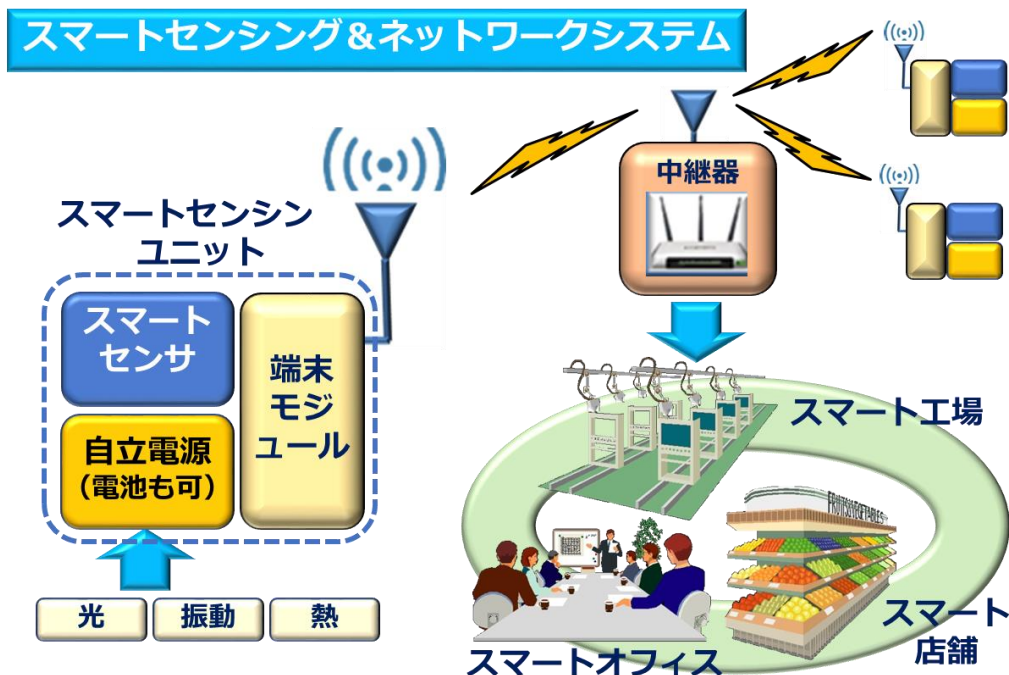 スマートセンシング&ネットワークシステム
中継器
スマートセンシン
ユニット
スマート
センサ
端末
モジ
ュール
自立電源
(電池も可)
光
振動
熱
スマート工場
FRUITS&VEGETABLES
スマートオフィス
スマート
店舗